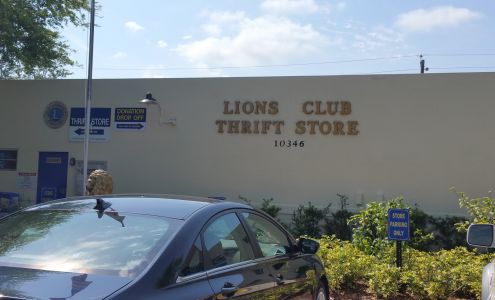 LIONS CLUB
THRIFT STORE
10346
THRIFT STORE
DONATION
DROP OFF
L
STORE
PARKING
ONLY